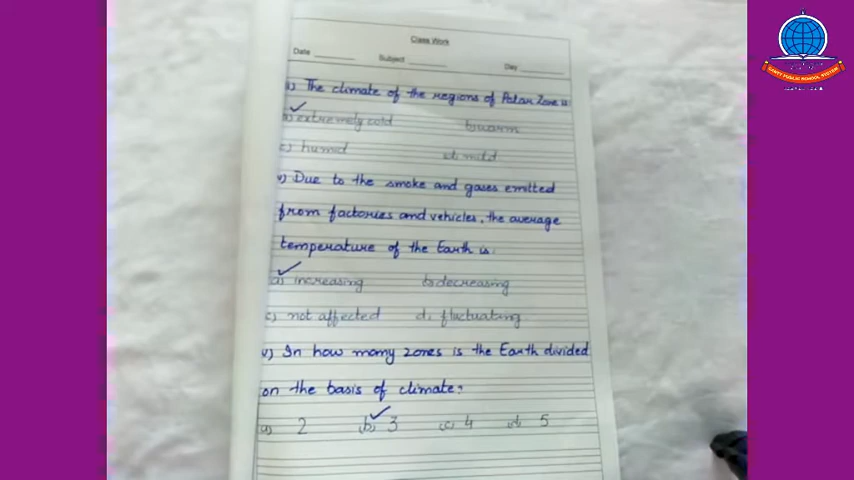 Class Work
Date
Subject
Day
) The climate of the regions of Polar Zone is
) extremely cold b) warm
c) humid d) mild
v) Due to the smoke and gases emitted
from factories and vehicles, the average
temperature of the Earth is:
a) increasing b) decreasing
c) not affected d) fluctuating
v) In how many zones is the Earth divided
on the basis of climate?
a) 2 b) 3 c) 4 d) 5
PUBLIC SCHOOL SYSTEM